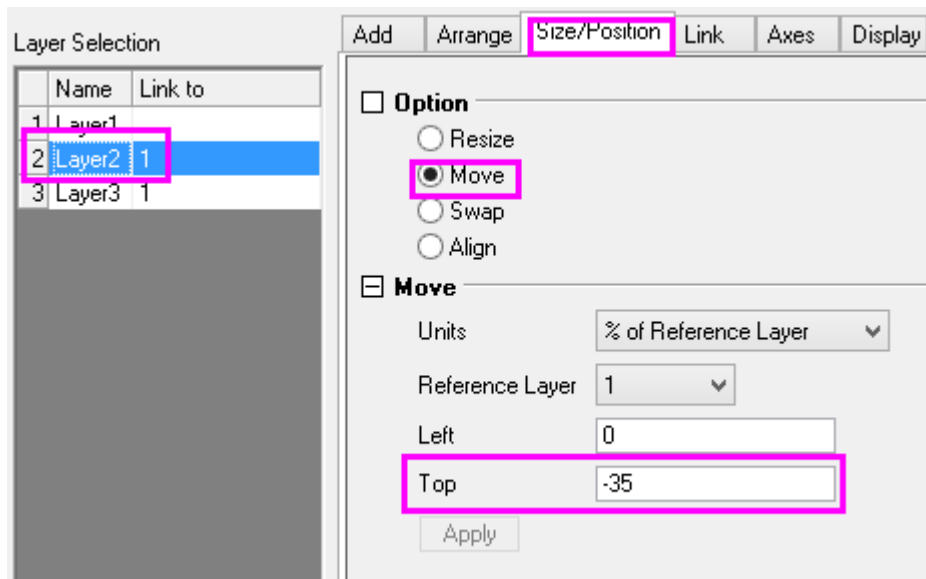 Layer Selection
Add Arrange Size/Position Link Axes Display
Name Link to
1 Layer1
2 Layer2 1
3 Layer3 1
Option
Resize
Move
Swap
Align
Move
Units % of Reference Layer
Reference Layer 1
Left 0
Top -35
Apply